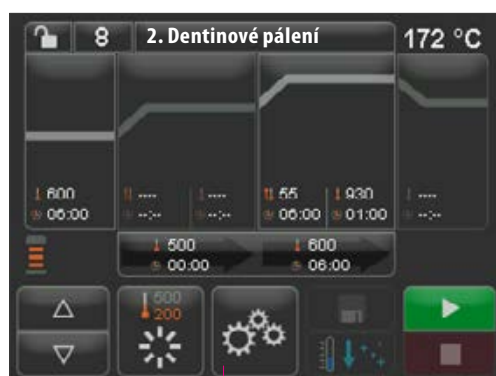 8 2. Dentinové pálení 172 °C
600 ---- ---- 55 930 ----
06:00 --:-- --:-- 06:00 01:00 --:--
500 600
00:00 06:00
500
200